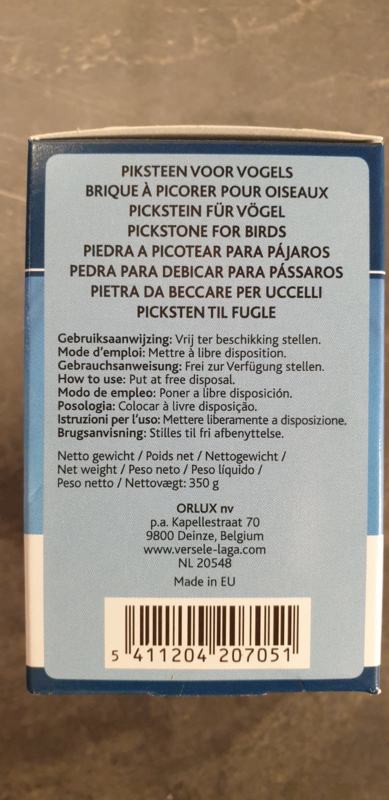 PIKSTEEN VOOR VOGELS
BRIQUE À PICORER POUR OISEAUX
PICKSTEIN FÜR VÖGEL
PICKSTONE FOR BIRDS
PIEDRA A PICOTEAR PARA PÁJAROS
PEDRA PARA DEBICAR PARA PÁSSAROS
PIETRA DA BECCARE PER UCCELLI
PICKSTEN TIL FUGLE
Gebruiksaanwijzing: Vrij ter beschikking stellen.
Mode d'emploi: Mettre à libre disposition.
Gebrauchsanweisung: Frei zur Verfügung stellen.
How to use: Put at free disposal.
Modo de empleo: Poner a libre disposición.
Posologia: Colocar à livre disposição.
Istruzioni per l'uso: Mettere liberamente a disposizione.
Brugsanvisning: Stilles til fri afbenyttelse.
Netto gewicht / Poids net / Nettogewicht /
Net weight / Peso neto / Peso líquido /
Peso netto / Nettovægt: 350 g
ORLUX nv
p.a. Kapellestraat 70
9800 Deinze, Belgium
www.versele-laga.com
NL 20548
Made in EU
5 411204 207051